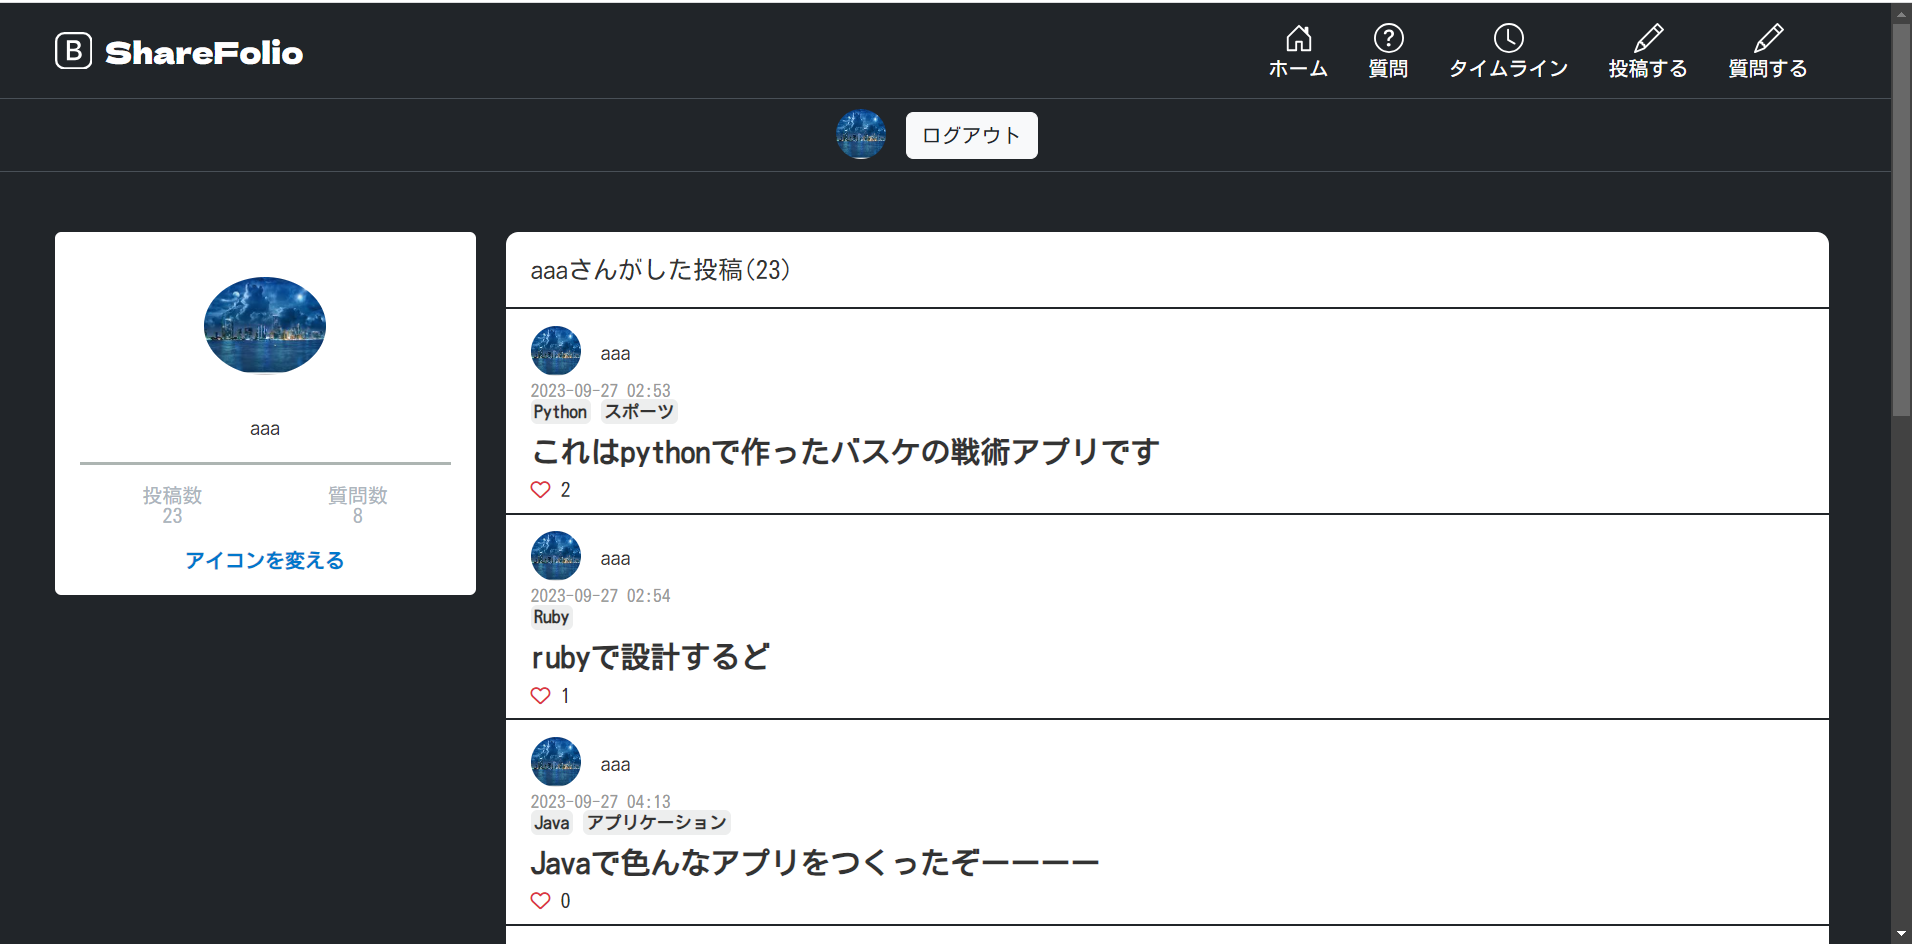 B ShareFolio
ホーム 質問 タイムライン 投稿する 質問する
ログアウト
aaa
投稿数 質問数
23 8
アイコンを変える
aaaさんがした投稿(23)
aaa
2023-09-27 02:53
Python スポーツ
これはpythonで作ったバスケの戦術アプリです
2
aaa
2023-09-27 02:54
Ruby
rubyで設計するど
1
aaa
2023-09-27 04:13
Java アプリケーション
Javaで色んなアプリをつくったぞーーーー
0